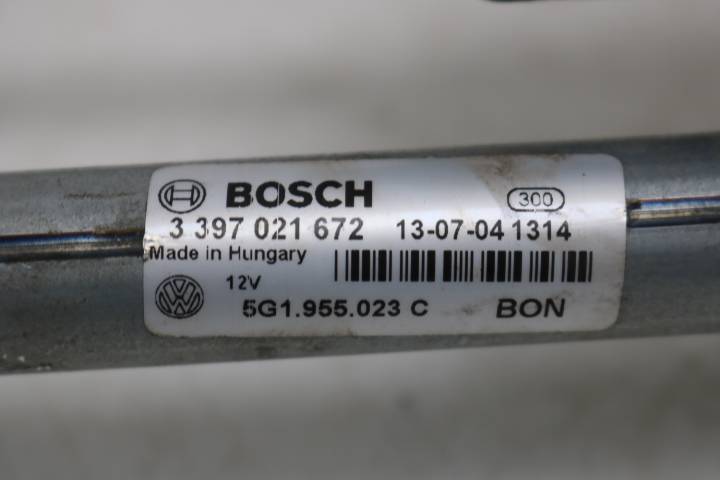 BOSCH 300
3 397 021 672 13-07-04 1314
Made in Hungary
12V
5G1.955.023 C BON